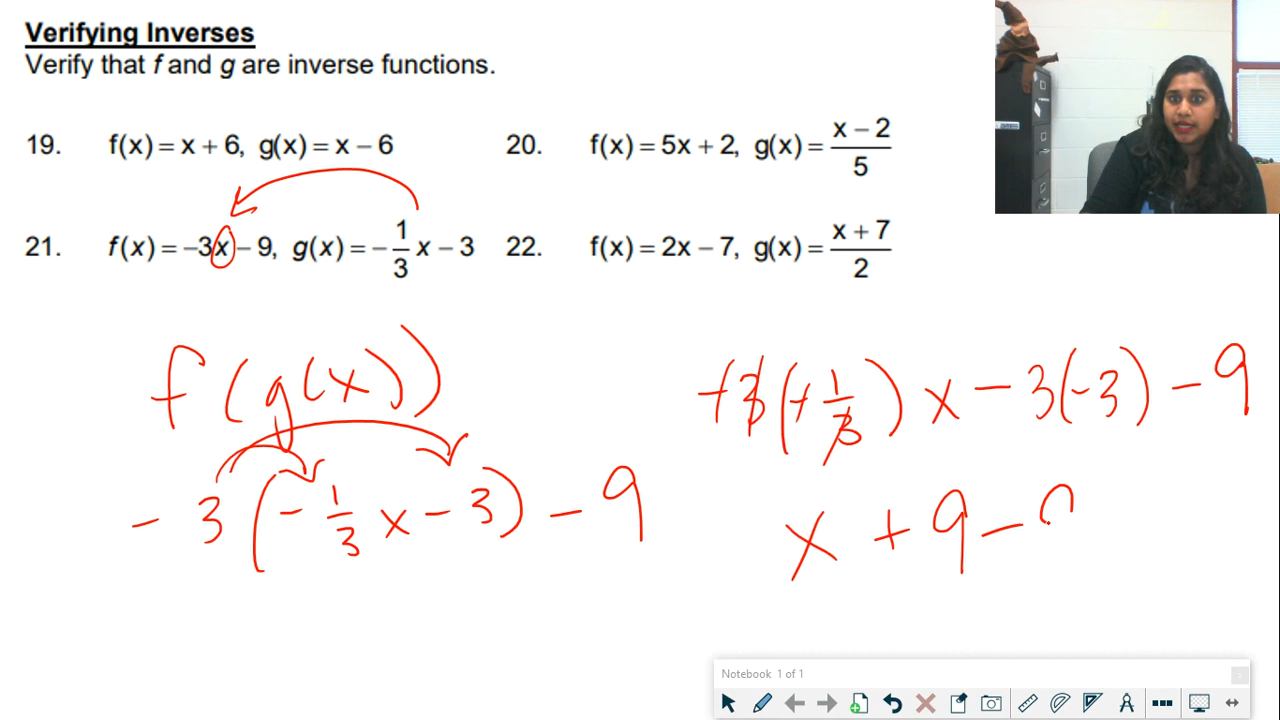 Verifying Inverses
Verify that f and g are inverse functions.
19. f(x) = x + 6, g(x) = x − 6
20. f(x) = 5x + 2, g(x) = (x − 2)/5
21. f(x) = −3x − 9, g(x) = −1/3 x − 3
22. f(x) = 2x − 7, g(x) = (x + 7)/2
f(g(x))
−3(−1/3 x − 3) − 9
+3(+1/3)x − 3(−3) − 9
x + 9 −
Notebook 1 of 1